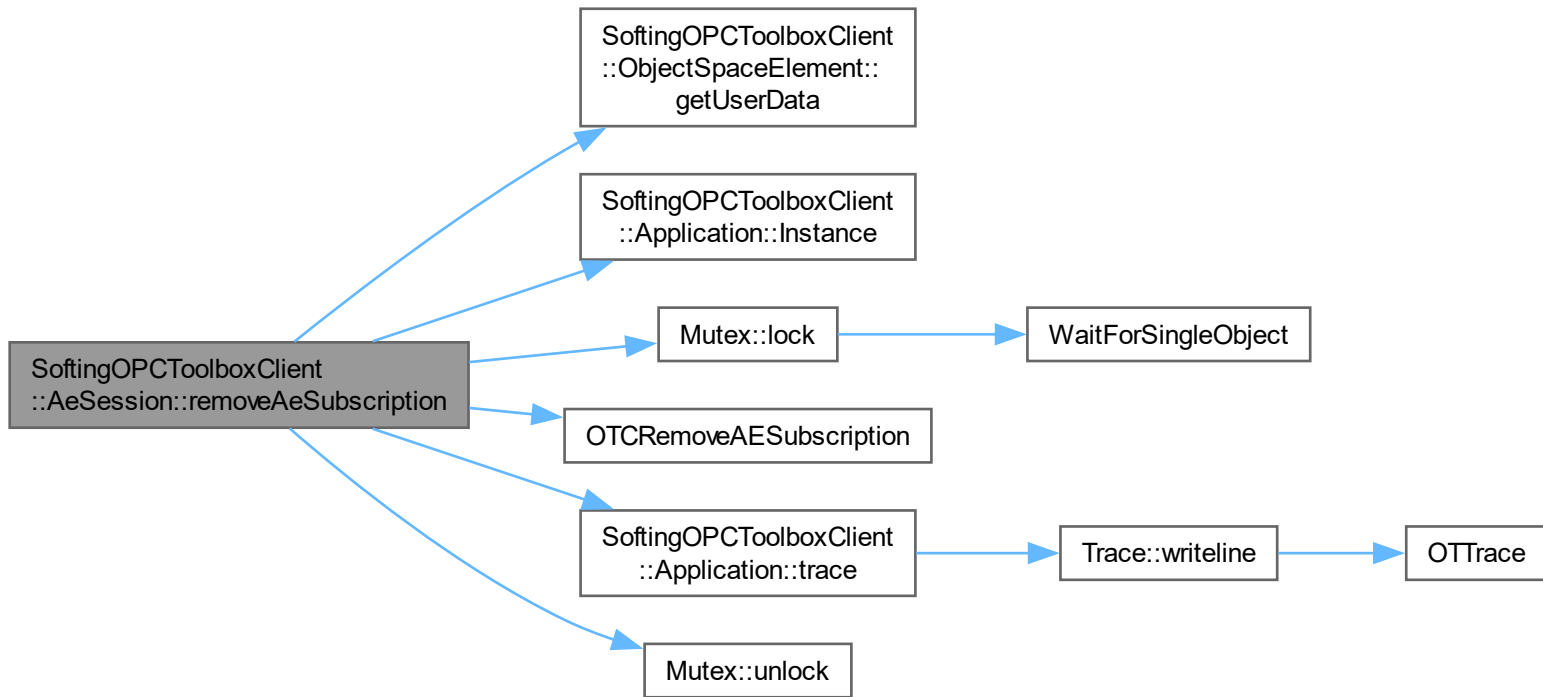 SoftingOPCToolboxClient
::ObjectSpaceElement::
getUserData
SoftingOPCToolboxClient
::Application::Instance
Mutex::lock
WaitForSingleObject
SoftingOPCToolboxClient
::AeSession::removeAeSubscription
OTCRemoveAESubscription
SoftingOPCToolboxClient
::Application::trace
Trace::writeline
OTTrace
Mutex::unlock